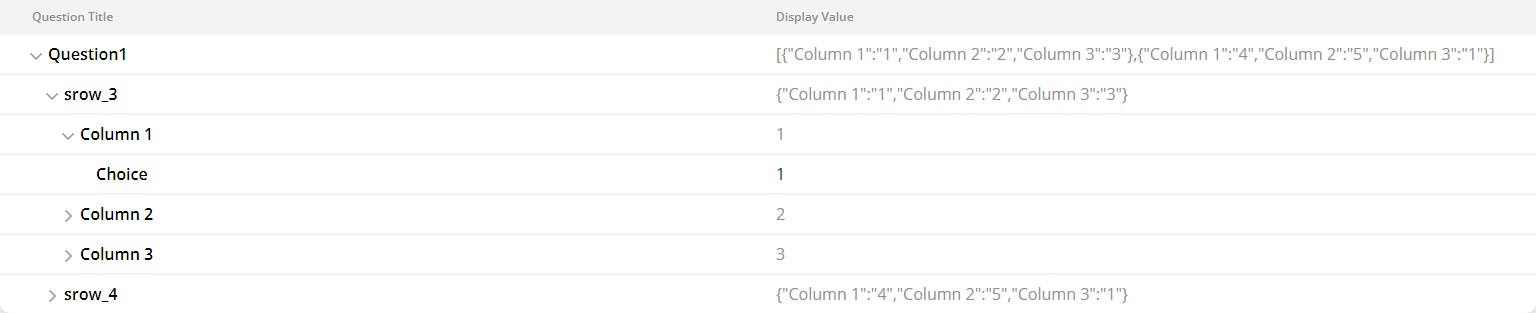 Question Title Display Value
Question1 [{"Column 1":"1","Column 2":"2","Column 3":"3"},{"Column 1":"4","Column 2":"5","Column 3":"1"}]
srow_3 {"Column 1":"1","Column 2":"2","Column 3":"3"}
Column 1 1
Choice 1
Column 2 2
Column 3 3
srow_4 {"Column 1":"4","Column 2":"5","Column 3":"1"}